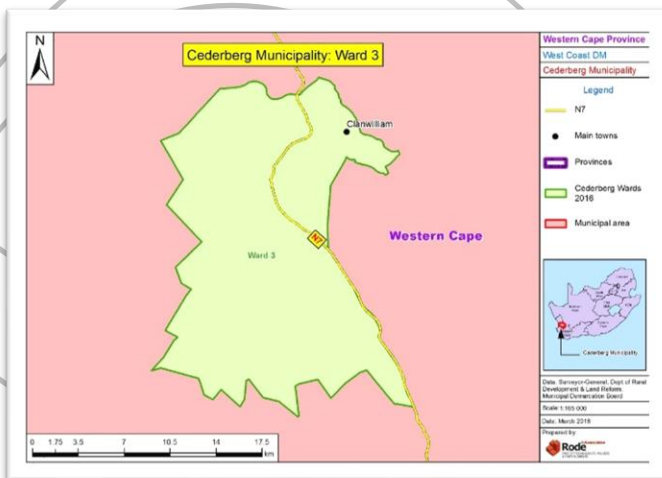 N
Cederberg Municipality: Ward 3
Clanwilliam
N7
Western Cape
Ward 3
0 1.75 3.5 7 10.5 14 17.5
km
Western Cape Province
West Coast DM
Cederberg Municipality
Legend
N7
Main towns
Provinces
Cederberg Wards
2016
Municipal area
Cederberg Municipality
Data: Surveyor-General, Dept of Rural
Development & Land Reform,
Municipal Demarcation Board
Scale 1:165 000
Date: March 2018
Prepared by
Rode